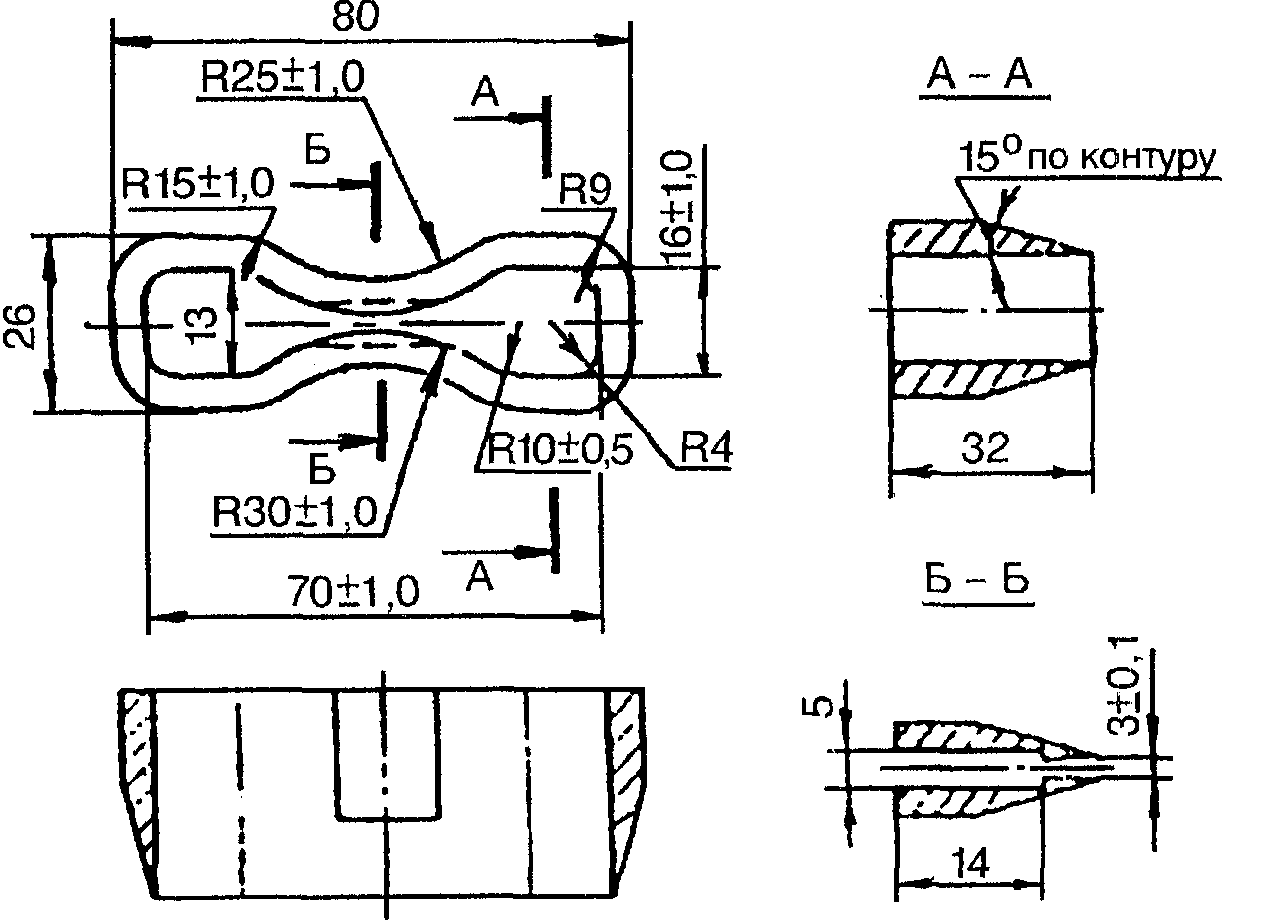 80
R25±1,0
А
А – А
Б
15° по контуру
R15±1,0
R9
16±1,0
26
13
R10±0,5
R4
32
Б
R30±1,0
А
Б – Б
70±1,0
3±0,1
5
14